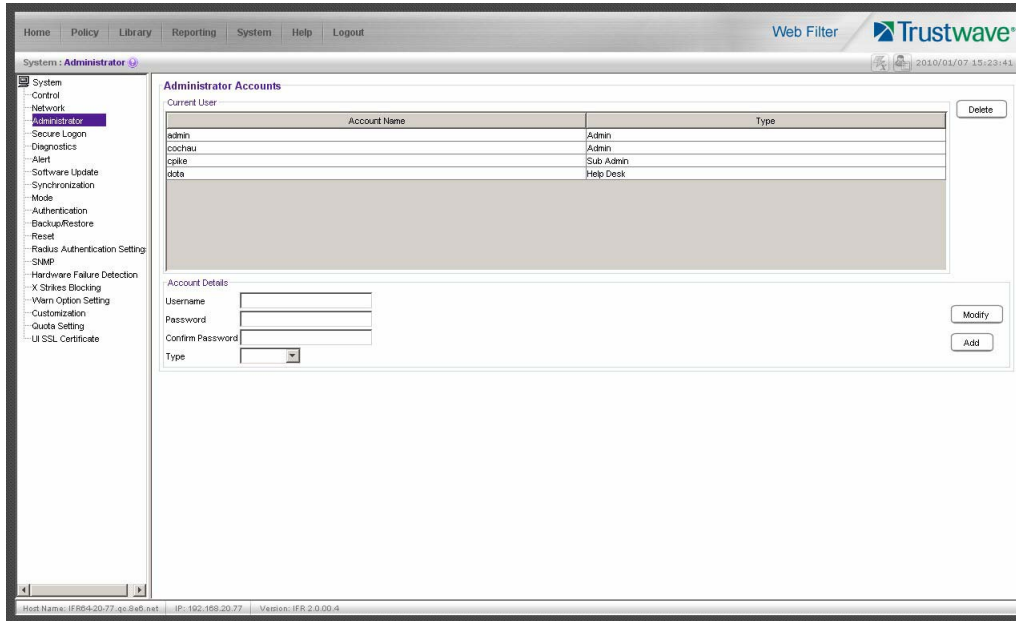 Home Policy Library Reporting System Help Logout
Web Filter
Trustwave®
System : Administrator
2010/01/07 15:23:41
System
Control
Network
Administrator
Secure Logon
Diagnostics
Alert
Software Update
Synchronization
Mode
Authentication
Backup/Restore
Reset
Radius Authentication Setting
SNMP
Hardware Failure Detection
X Strikes Blocking
Warn Option Setting
Customization
Quota Setting
UI SSL Certificate
Administrator Accounts
Current User
Account Name Type
admin Admin
cochau Admin
cpike Sub Admin
dota Help Desk
Delete
Account Details
Username
Password
Confirm Password
Type
Modify
Add
Host Name: IFR64-20-77.qc.8e6.net IP: 192.168.20.77 Version: IFR 2.0.00.4